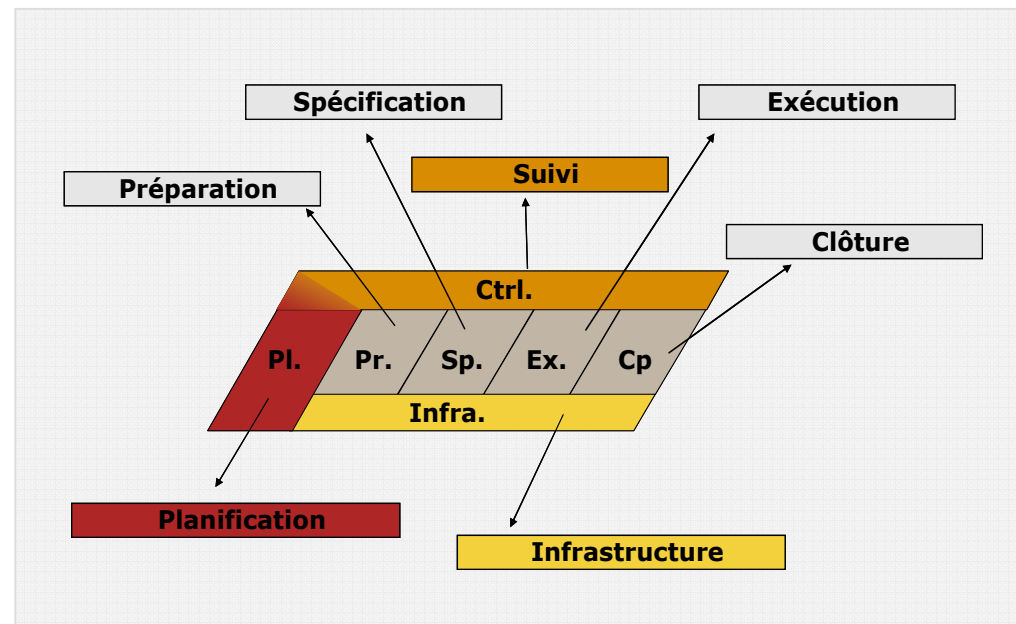 Spécification
Exécution
Suivi
Préparation
Clôture
Ctrl.
Pl.
Pr.
Sp.
Ex.
Cp
Infra.
Planification
Infrastructure